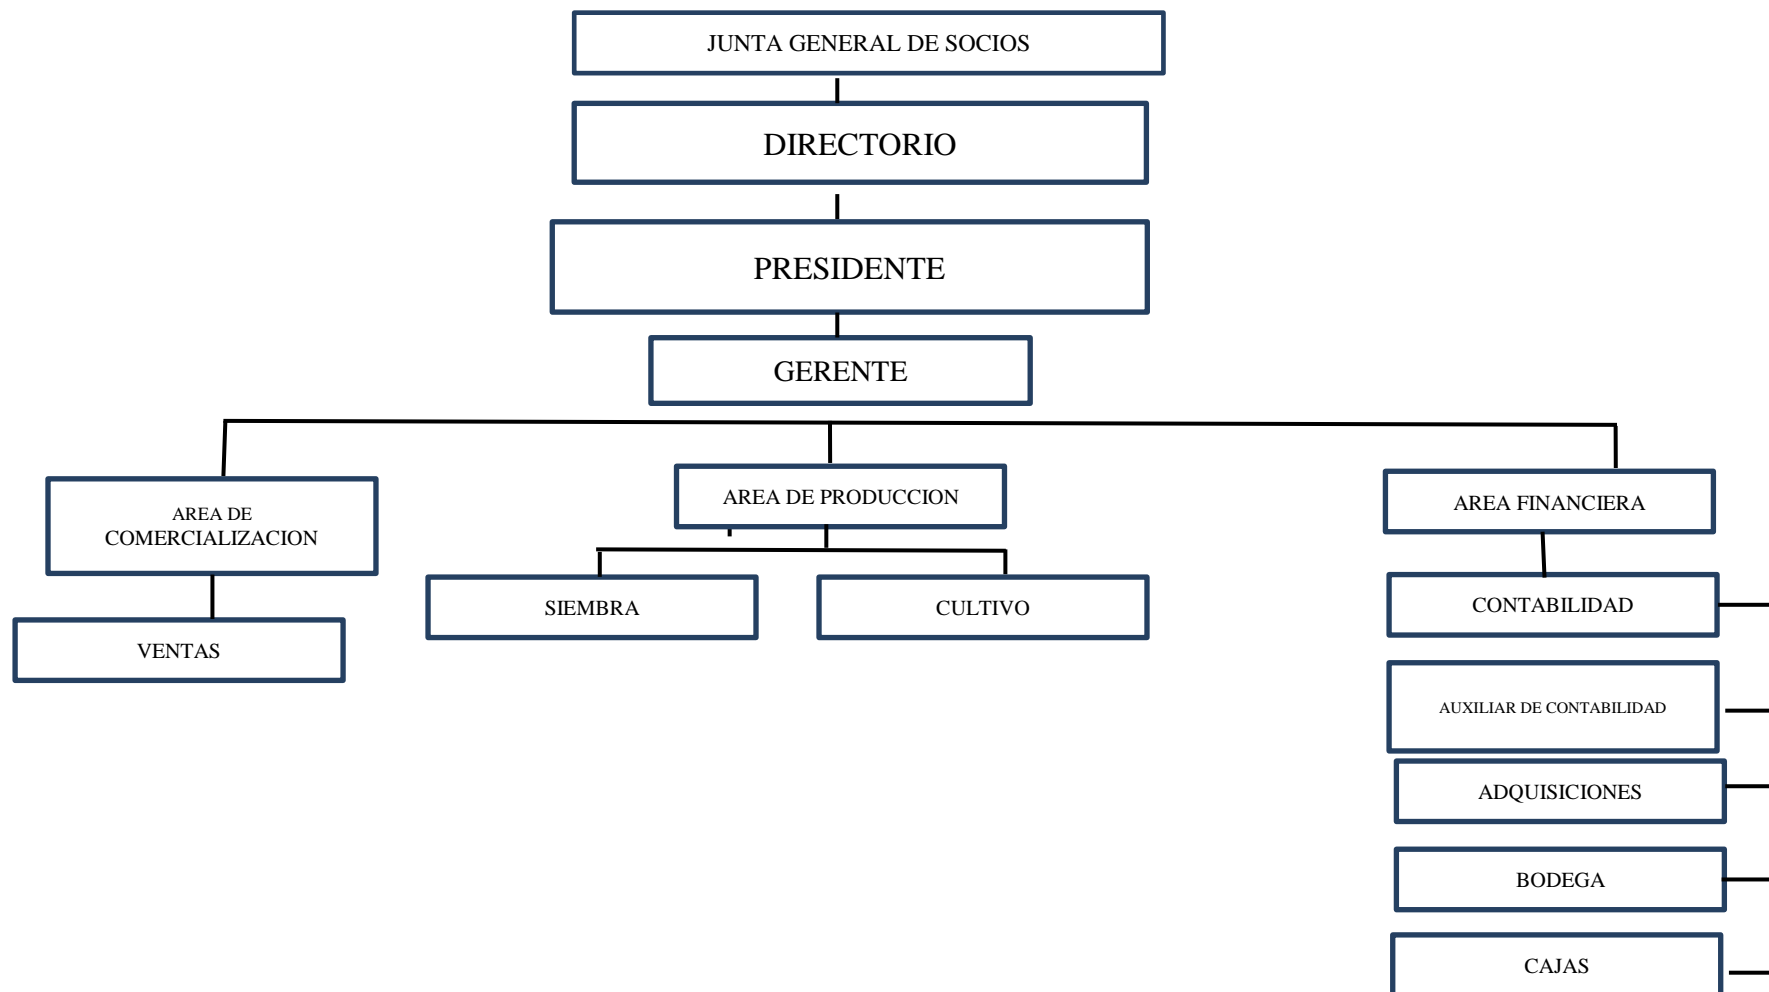 JUNTA GENERAL DE SOCIOS
DIRECTORIO
PRESIDENTE
GERENTE
AREA DE
COMERCIALIZACION
AREA DE PRODUCCION
AREA FINANCIERA
VENTAS
SIEMBRA
CULTIVO
CONTABILIDAD
AUXILIAR DE CONTABILIDAD
ADQUISICIONES
BODEGA
CAJAS